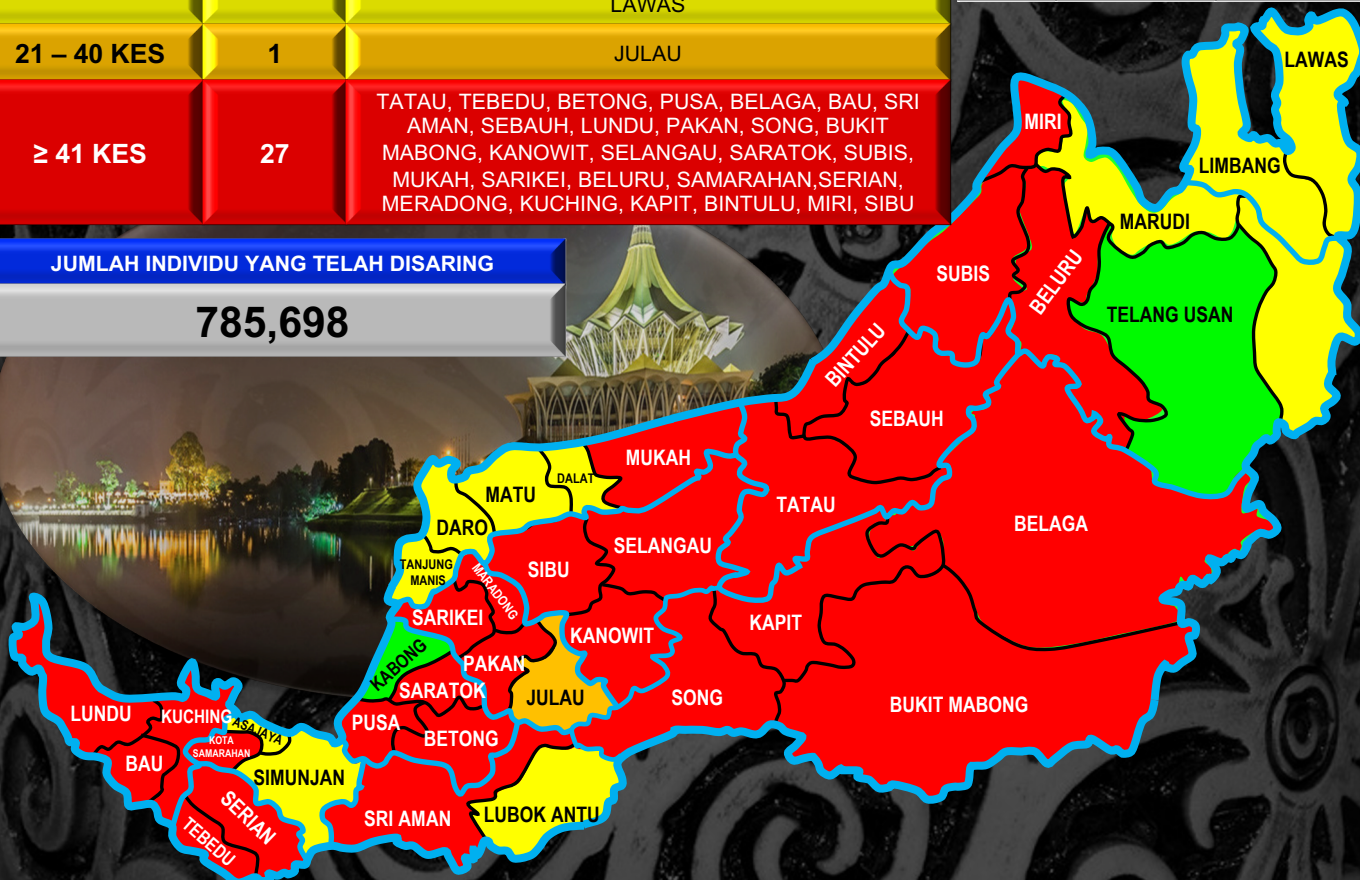 LAWAS
21 – 40 KES 1 JULAU
≥ 41 KES 27
TATAU, TEBEDU, BETONG, PUSA, BELAGA, BAU, SRI
AMAN, SEBAUH, LUNDU, PAKAN, SONG, BUKIT
MABONG, KANOWIT, SELANGAU, SARATOK, SUBIS,
MUKAH, SARIKEI, BELURU, SAMARAHAN,SERIAN,
MERADONG, KUCHING, KAPIT, BINTULU, MIRI, SIBU
JUMLAH INDIVIDU YANG TELAH DISARING
785,698
LAWAS
MIRI
LIMBANG
MARUDI
SUBIS
BELURU
TELANG USAN
BINTULU
SEBAUH
MUKAH
DALAT
MATU
TATAU
DARO
BELAGA
SELANGAU
SIBU
TANJUNG
MANIS
MARADONG
SARIKEI
KAPIT
KANOWIT
KABONG
PAKAN
SARATOK
JULAU
SONG
BUKIT MABONG
LUNDU
KUCHING
ASAJAYA
PUSA
BETONG
KOTA
SAMARAHAN
BAU
SIMUNJAN
SERIAN
SRI AMAN
LUBOK ANTU
TEBEDU